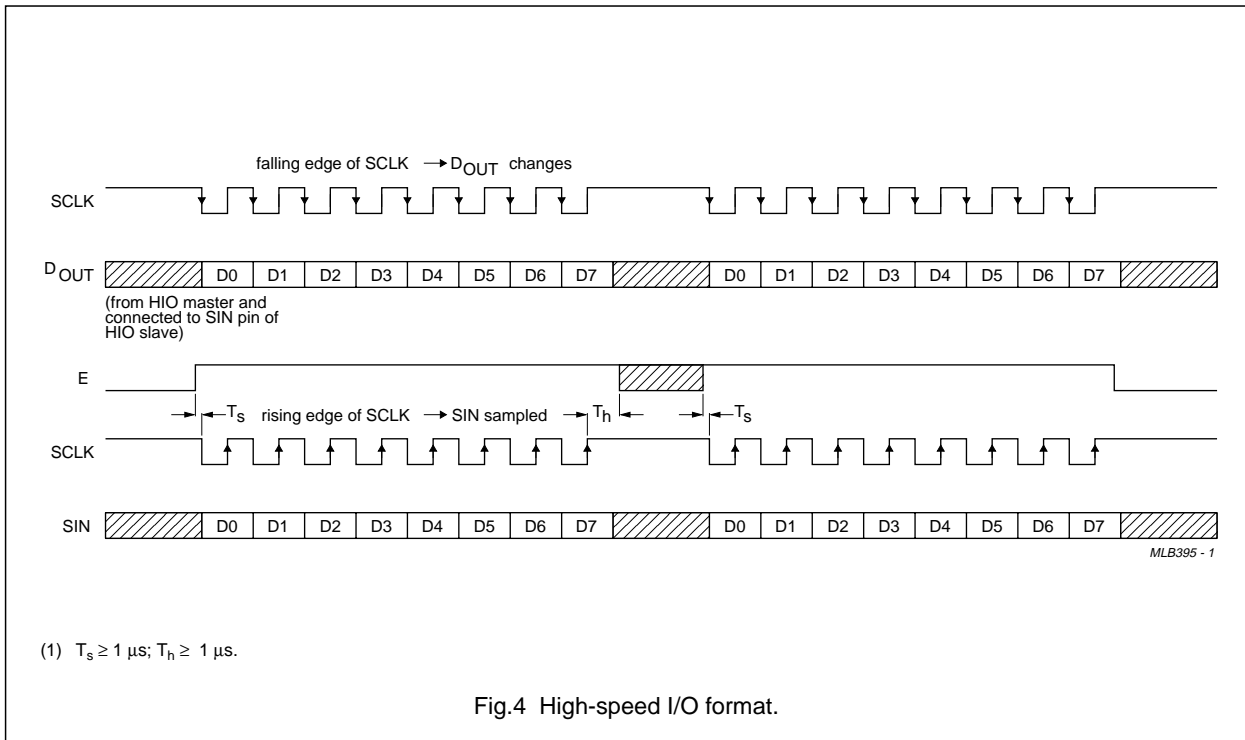 falling edge of SCLK → DOUT changes
SCLK
DOUT D0 D1 D2 D3 D4 D5 D6 D7 D0 D1 D2 D3 D4 D5 D6 D7
(from HIO master and
connected to SIN pin of
HIO slave)
E
Ts rising edge of SCLK → SIN sampled Th Ts
SCLK
SIN D0 D1 D2 D3 D4 D5 D6 D7 D0 D1 D2 D3 D4 D5 D6 D7
MLB395 - 1
(1) Ts ≥ 1 μs; Th ≥ 1 μs.
Fig.4 High-speed I/O format.